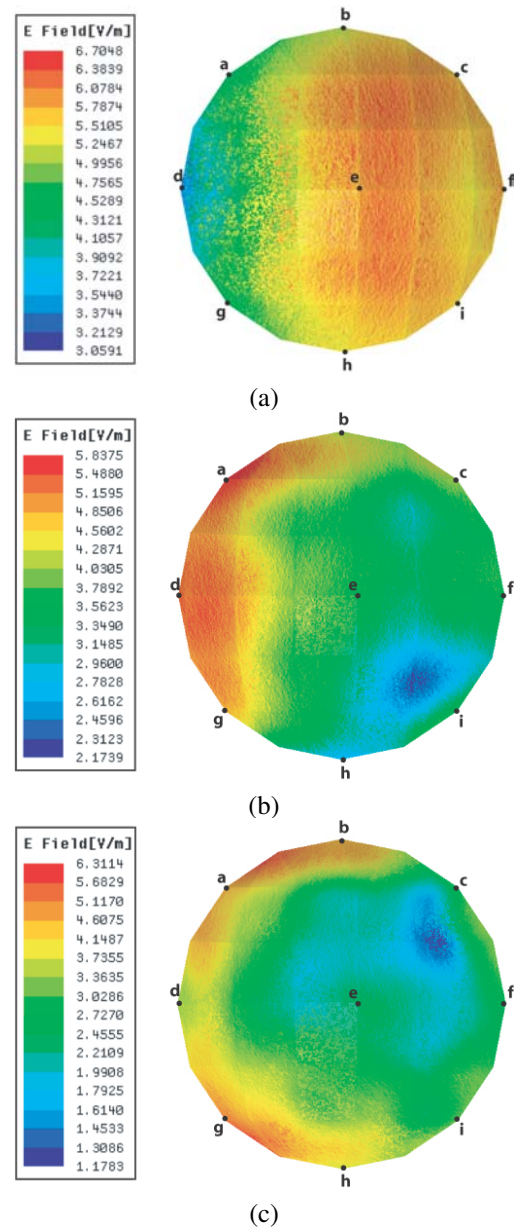 E Field[V/m]
6.7048
6.3839
6.0784
5.7874
5.5105
5.2467
4.9956
4.7565
4.5289
4.3121
4.1057
3.9092
3.7221
3.5440
3.3744
3.2129
3.0591
b
a
c
d
e
f
g
i
h
(a)
E Field[V/m]
5.8375
5.4880
5.1595
4.8506
4.5602
4.2871
4.0305
3.7892
3.5623
3.3490
3.1485
2.9600
2.7828
2.6162
2.4596
2.3123
2.1739
b
a
c
d
e
f
g
i
h
(b)
E Field[V/m]
6.3114
5.6829
5.1170
4.6075
4.1487
3.7355
3.3635
3.0286
2.7270
2.4555
2.2109
1.9908
1.7925
1.6140
1.4533
1.3086
1.1783
b
a
c
d
e
f
g
i
h
(c)